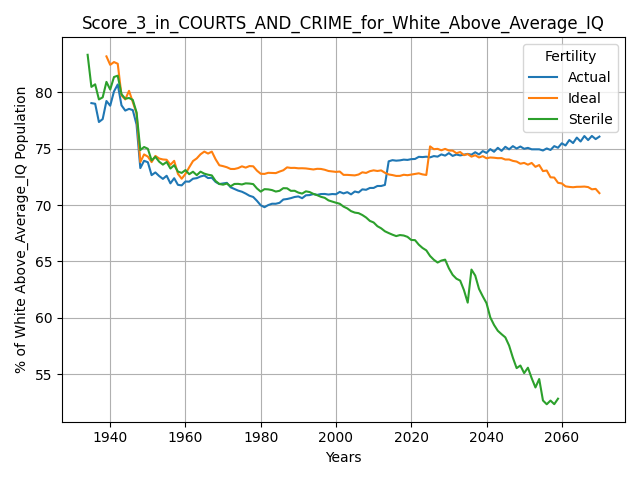 Score_3_in_COURTS_AND_CRIME_for_White_Above_Average_IQ
% of White Above_Average_IQ Population
80
75
70
65
60
55
Fertility
Actual
Ideal
Sterile
1940 1960 1980 2000 2020 2040 2060
Years